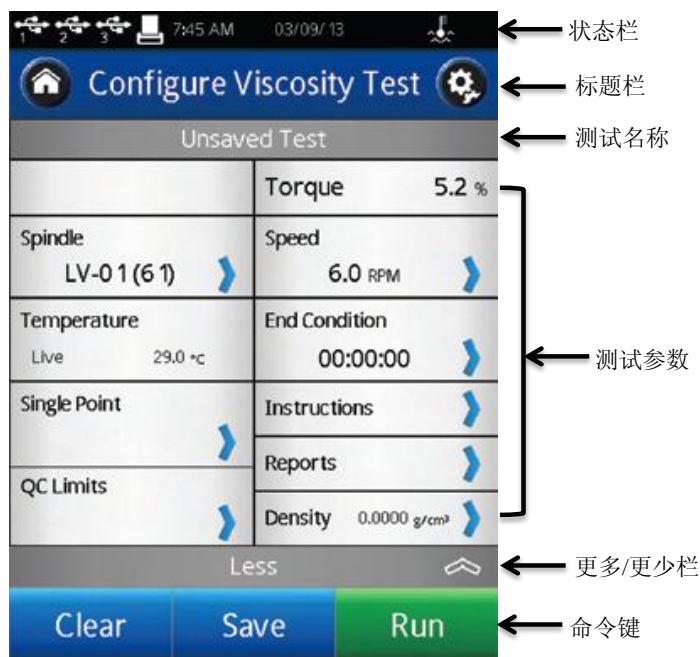 1 2 3 7:45 AM 03/09/13 状态栏
Configure Viscosity Test 标题栏
Unsaved Test 测试名称
Torque 5.2 %
Spindle
LV-01(61)
Speed
6.0 RPM
Temperature
Live 29.0 °C
End Condition
00:00:00
测试参数
Single Point
Instructions
Reports
QC Limits
Density 0.0000 g/cm³
Less 更多/更少栏
Clear Save Run 命令键